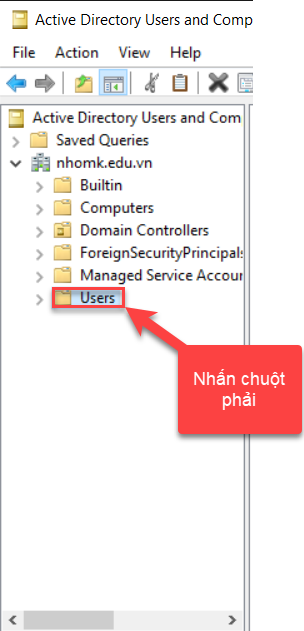 Active Directory Users and Comp
File Action View Help
Active Directory Users and Com
Saved Queries
nhomk.edu.vn
Builtin
Computers
Domain Controllers
ForeignSecurityPrincipals
Managed Service Accour
Users
Nhấn chuột
phải